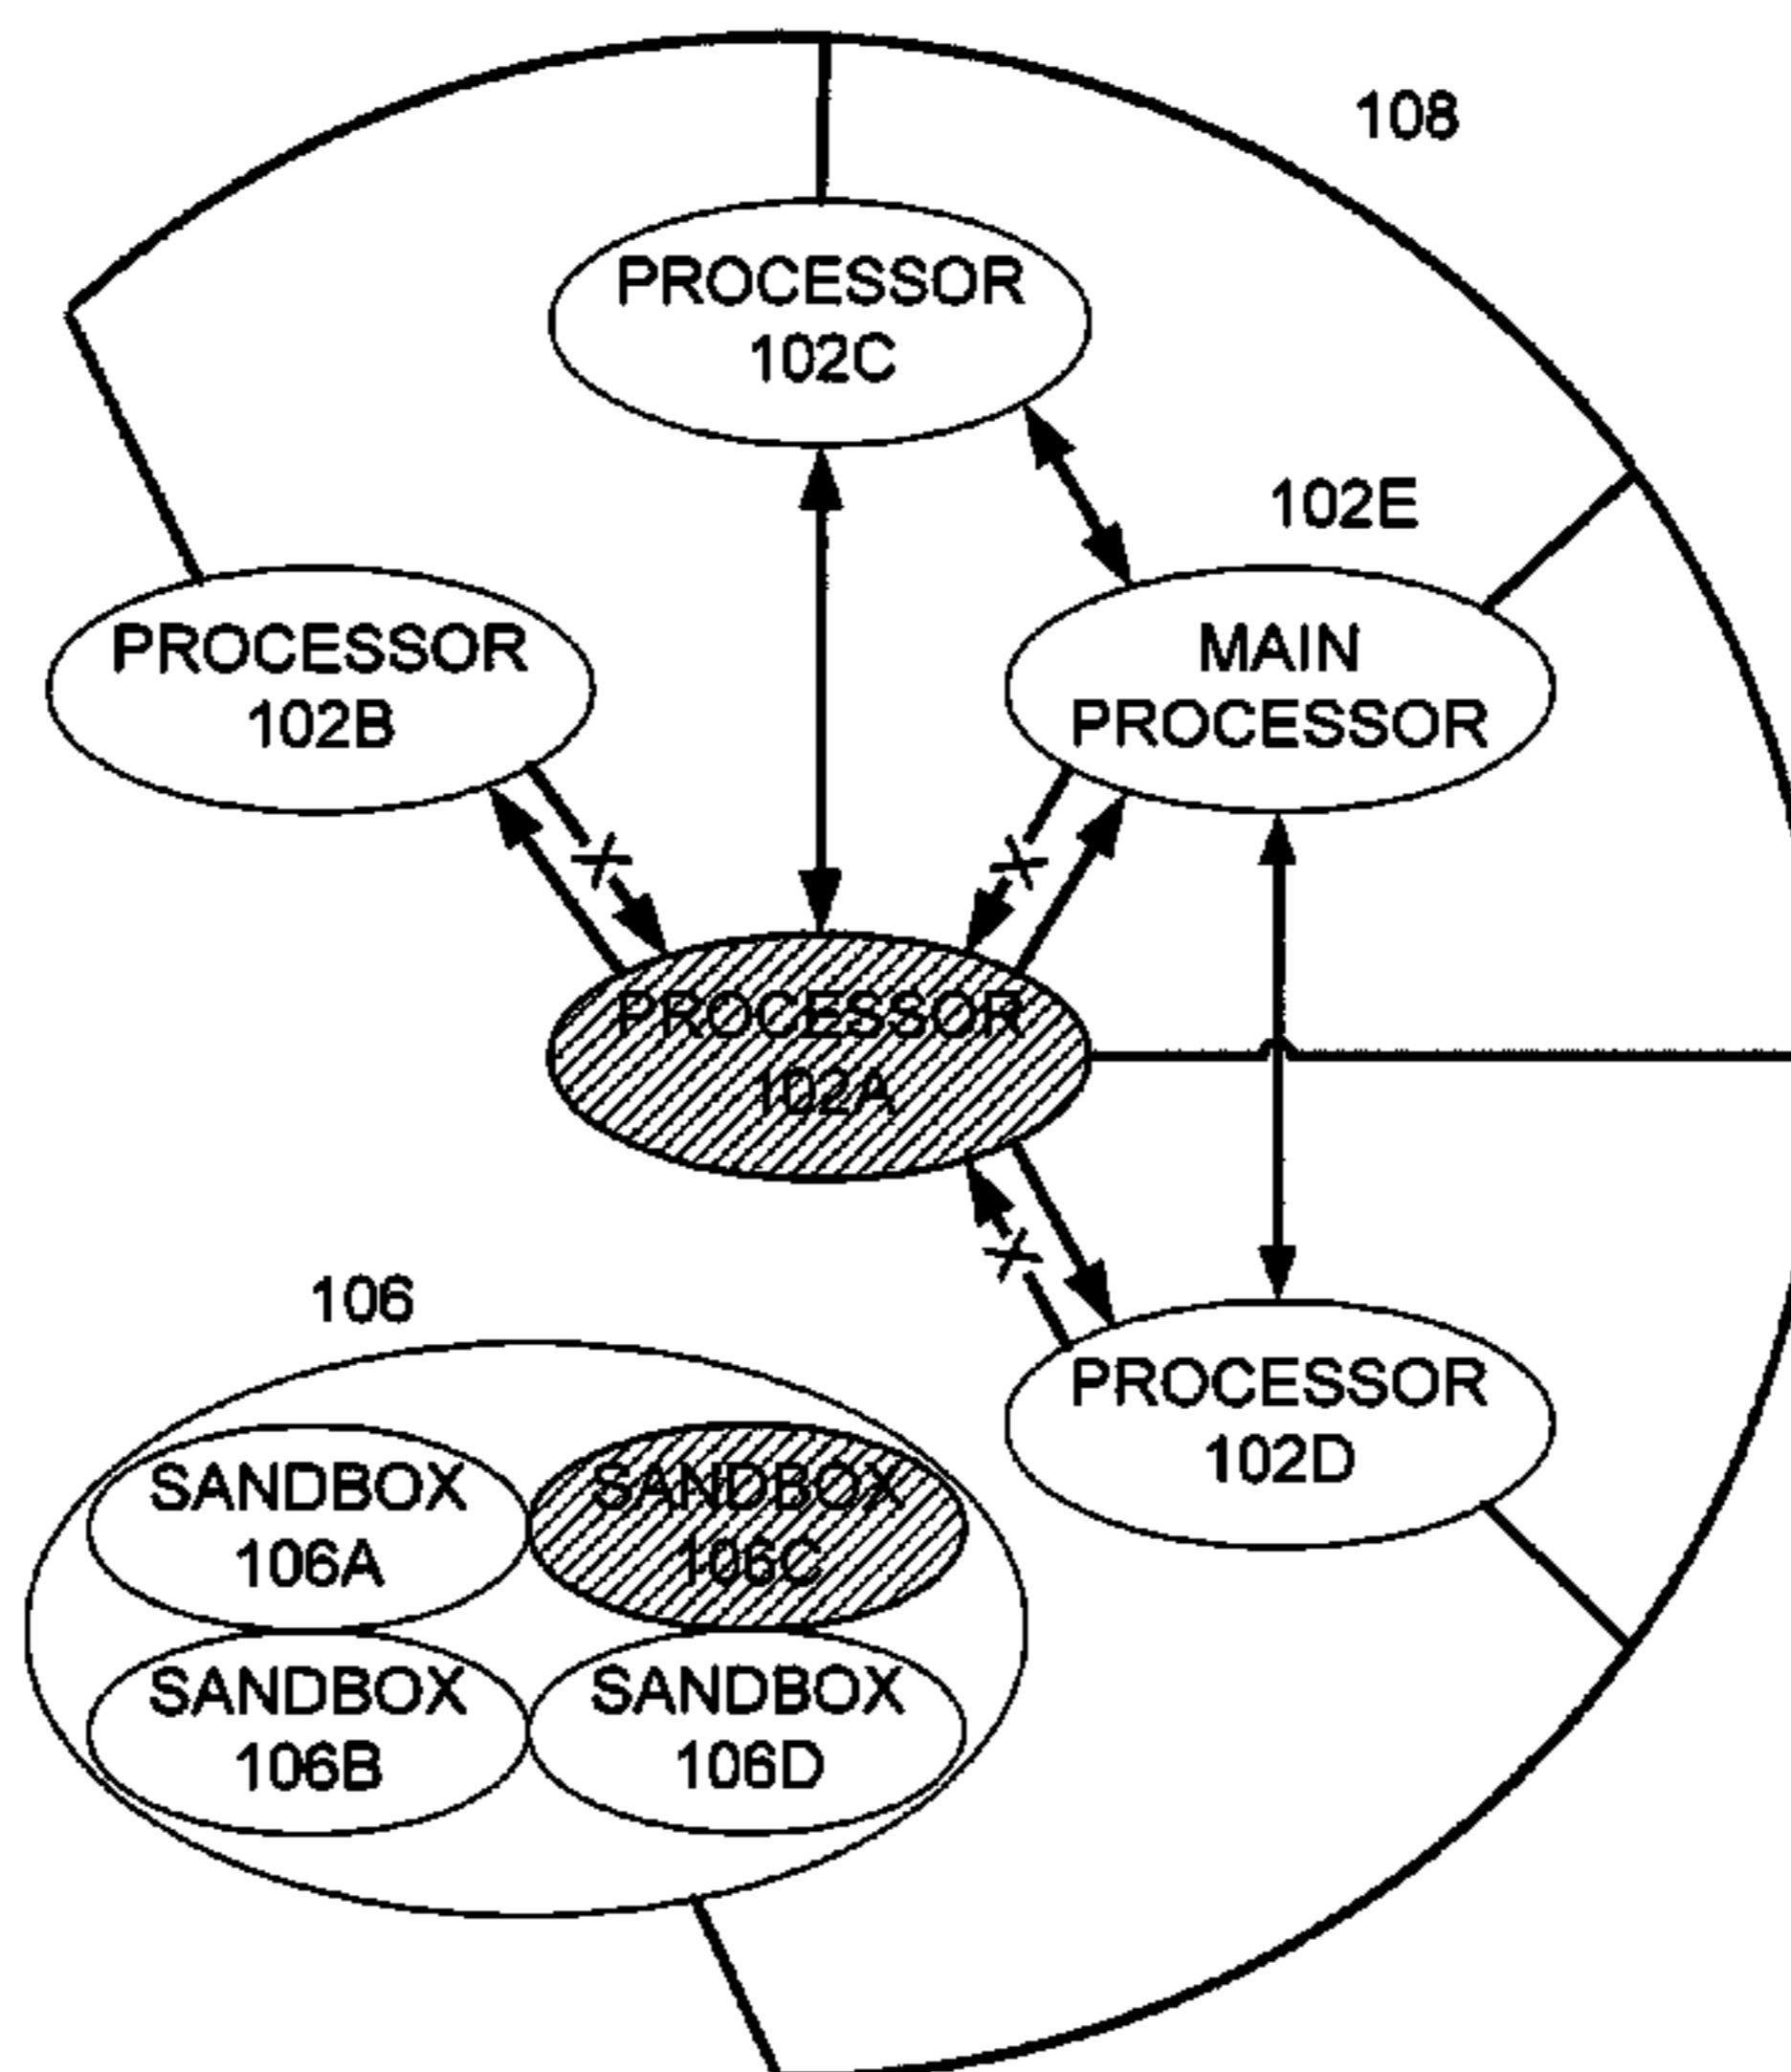 108
PROCESSOR
102C
102E
PROCESSOR
102B
MAIN
PROCESSOR
X
X
PROCESSOR
102A
X
106
PROCESSOR
102D
SANDBOX
106A
SANDBOX
106C
SANDBOX
106B
SANDBOX
106D